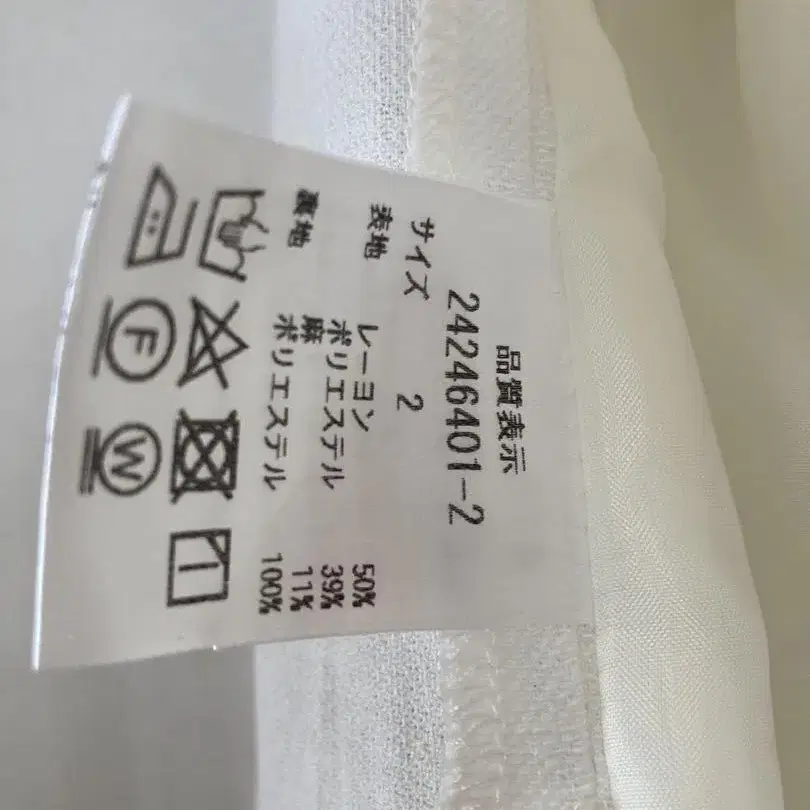 品質表示
24246401-2
サイズ 2
表地 レーヨン 50%
ポリエステル 39%
麻 11%
裏地 ポリエステル 100%
F
W